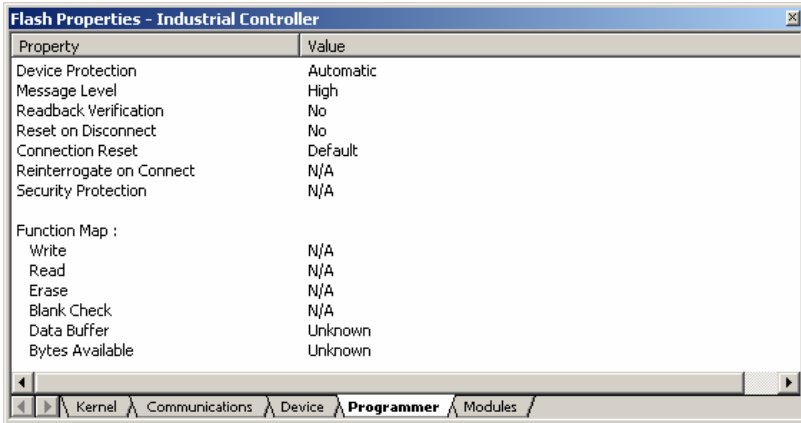 Flash Properties - Industrial Controller
Property Value
Device Protection Automatic
Message Level High
Readback Verification No
Reset on Disconnect No
Connection Reset Default
Reinterrogate on Connect N/A
Security Protection N/A
Function Map :
Write N/A
Read N/A
Erase N/A
Blank Check N/A
Data Buffer Unknown
Bytes Available Unknown
Kernel Communications Device Programmer Modules